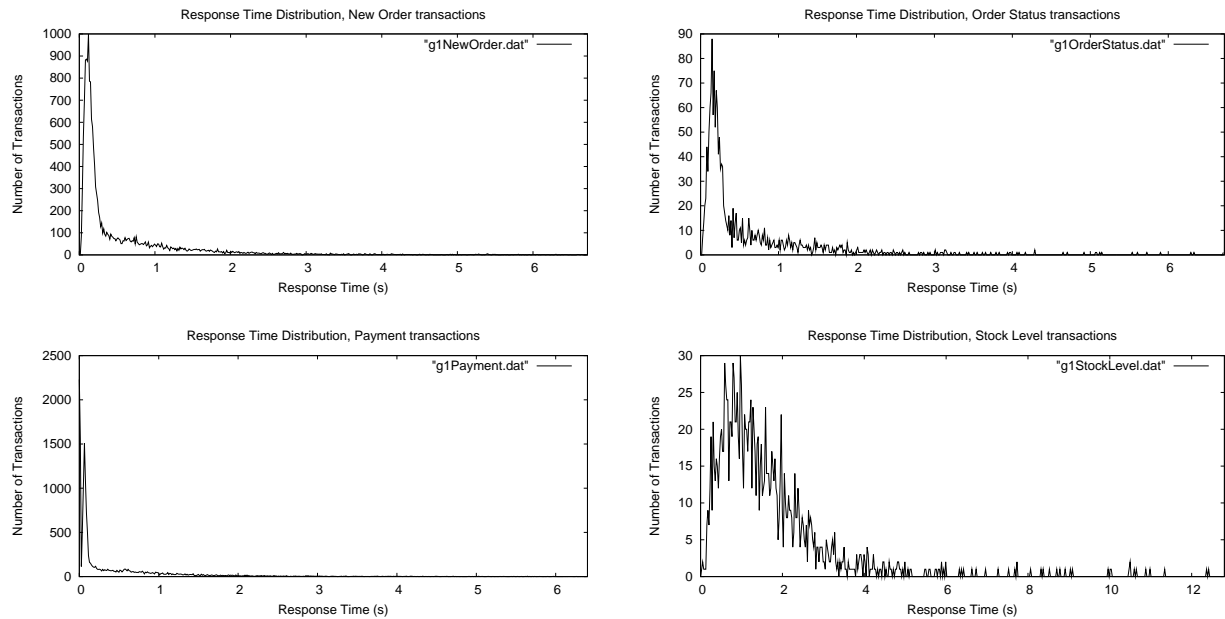 Response Time Distribution, New Order transactions
Number of Transactions
1000
900
800
700
600
500
400
300
200
100
0
"g1NewOrder.dat"
0 1 2 3 4 5 6
Response Time (s)
Response Time Distribution, Order Status transactions
Number of Transactions
90
80
70
60
50
40
30
20
10
0
"g1OrderStatus.dat"
0 1 2 3 4 5 6
Response Time (s)
Response Time Distribution, Payment transactions
Number of Transactions
2500
2000
1500
1000
500
0
"g1Payment.dat"
0 1 2 3 4 5 6
Response Time (s)
Response Time Distribution, Stock Level transactions
Number of Transactions
30
25
20
15
10
5
0
"g1StockLevel.dat"
0 2 4 6 8 10 12
Response Time (s)